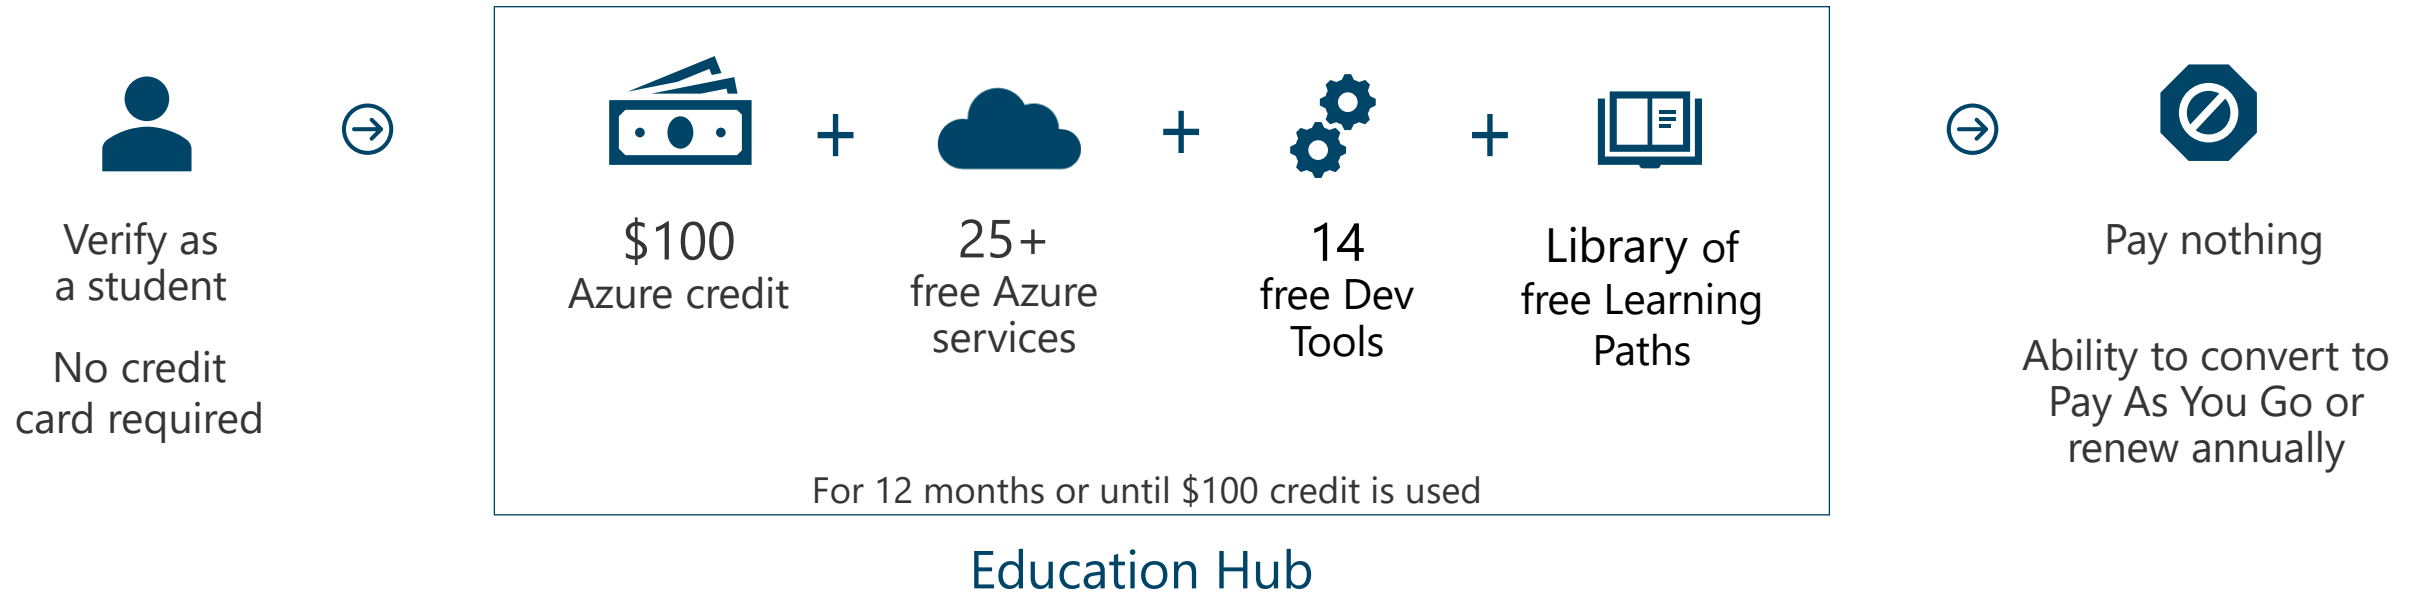 Verify as
a student
No credit
card required
$100
Azure credit
25+
free Azure
services
14
free Dev
Tools
Library of
free Learning
Paths
For 12 months or until $100 credit is used
Education Hub
Pay nothing
Ability to convert to
Pay As You Go or
renew annually